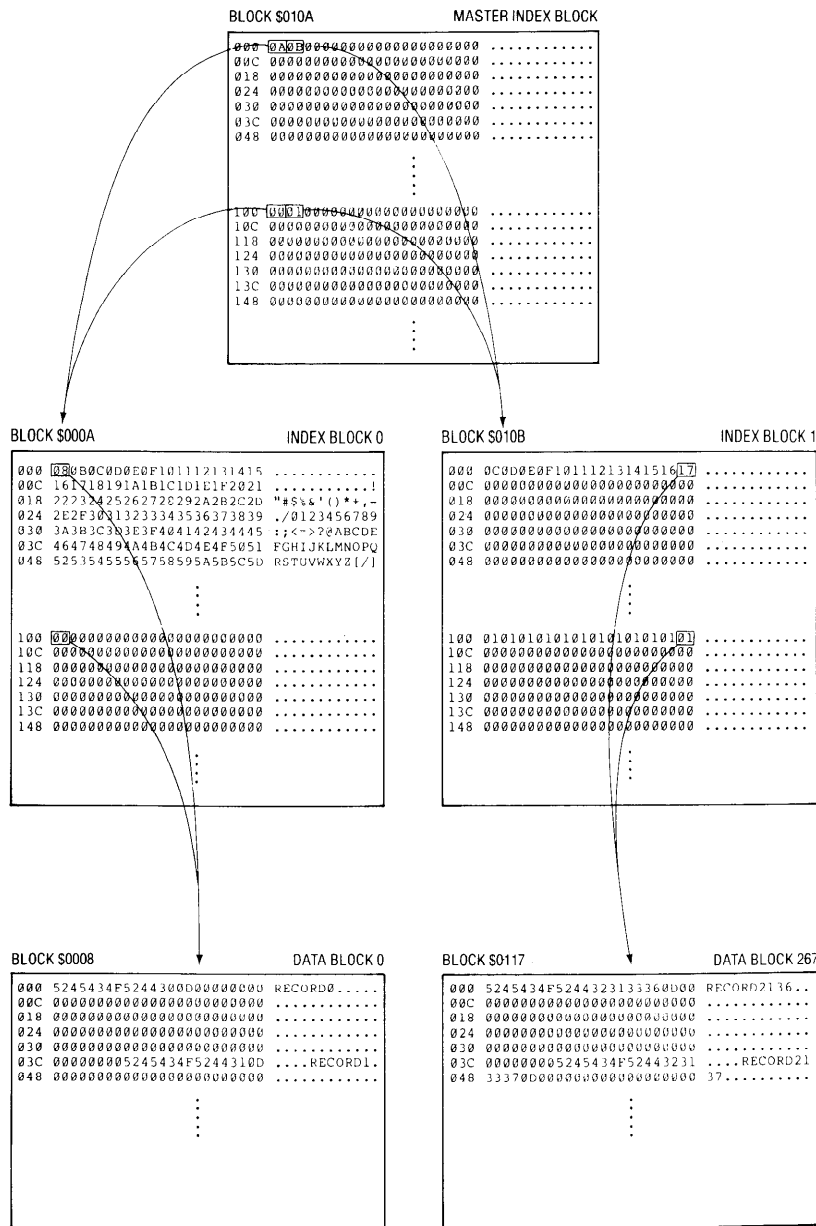 BLOCK $010A MASTER INDEX BLOCK
000 0A0B00000000000000000000 ............
00C 000000000000000000000000 ............
018 000000000000000000000000 ............
024 000000000000000000000000 ............
030 000000000000000000000000 ............
03C 000000000000000000000000 ............
048 000000000000000000000000 ............
100 000100000000000000000000 ............
10C 000000000000000000000000 ............
118 000000000000000000000000 ............
124 000000000000000000000000 ............
130 000000000000000000000000 ............
13C 000000000000000000000000 ............
148 000000000000000000000000 ............
BLOCK $000A INDEX BLOCK 0
000 080B0C0D0E0F101112131415 ............
00C 161718191A1B1C1D1E1F2021 ...........!
018 22232425262728292A2B2C2D "#$%&'()*+,-
024 2E2F30313233343536373839 ./0123456789
030 3A3B3C3D3E3F404142434445 :;<=>?@ABCDE
03C 464748494A4B4C4D4E4F5051 FGHIJKLMNOPQ
048 52535455565758595A5B5C5D RSTUVWXYZ[/]
100 000000000000000000000000 ............
10C 000000000000000000000000 ............
118 000000000000000000000000 ............
124 000000000000000000000000 ............
130 000000000000000000000000 ............
13C 000000000000000000000000 ............
148 000000000000000000000000 ............
BLOCK $010B INDEX BLOCK 1
000 0C0D0E0F1011121314151617 ............
00C 000000000000000000000000 ............
018 000000000000000000000000 ............
024 000000000000000000000000 ............
030 000000000000000000000000 ............
03C 000000000000000000000000 ............
048 000000000000000000000000 ............
100 010101010101010101010101 ............
10C 000000000000000000000000 ............
118 000000000000000000000000 ............
124 000000000000000000000000 ............
130 000000000000000000000000 ............
13C 000000000000000000000000 ............
148 000000000000000000000000 ............
BLOCK $0008 DATA BLOCK 0
000 5245434F5244300D00000000 RECORD0.....
00C 000000000000000000000000 ............
018 000000000000000000000000 ............
024 000000000000000000000000 ............
030 000000000000000000000000 ............
03C 000000005245434F5244310D ....RECORD1.
048 000000000000000000000000 ............
BLOCK $0117 DATA BLOCK 267
000 5245434F5244323133360D00 RECORD2136..
00C 000000000000000000000000 ............
018 000000000000000000000000 ............
024 000000000000000000000000 ............
030 000000000000000000000000 ............
03C 000000005245434F52443231 ....RECORD21
048 33370D000000000000000000 37..........